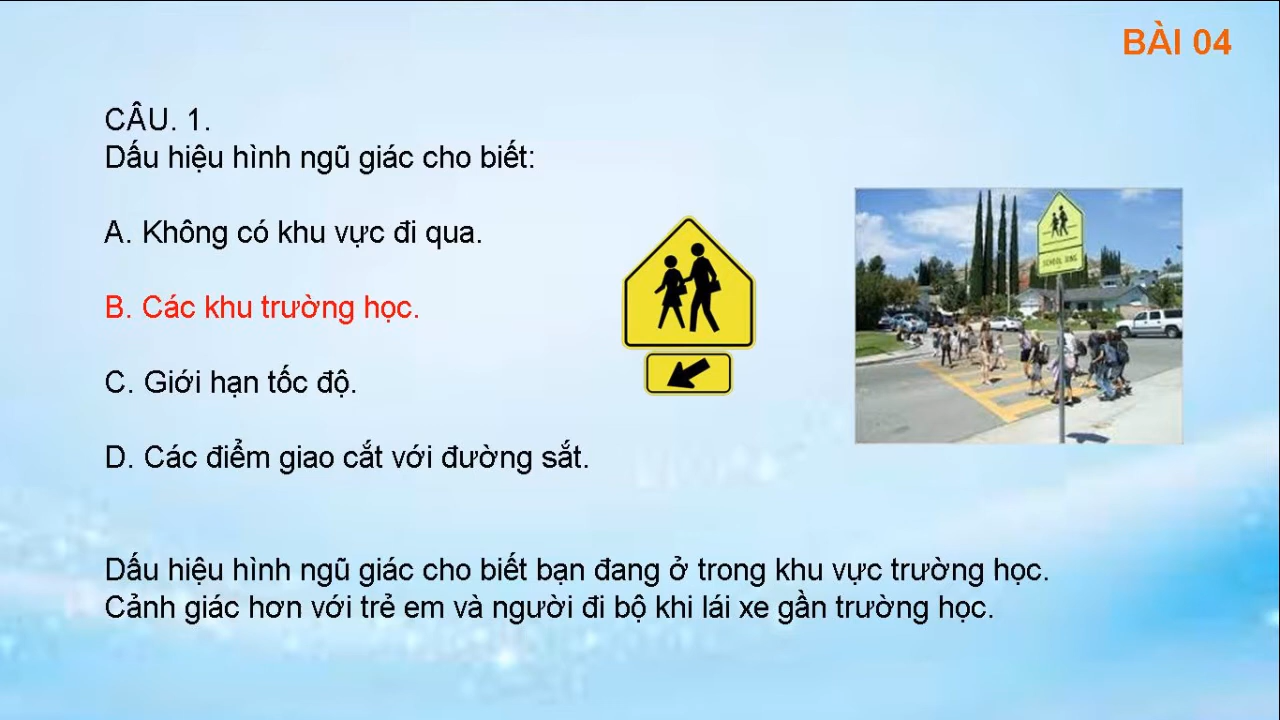 BÀI 04
CÂU. 1.
Dấu hiệu hình ngũ giác cho biết:
A. Không có khu vực đi qua.
B. Các khu trường học.
C. Giới hạn tốc độ.
D. Các điểm giao cắt với đường sắt.
SCHOOL XING
Dấu hiệu hình ngũ giác cho biết bạn đang ở trong khu vực trường học.
Cảnh giác hơn với trẻ em và người đi bộ khi lái xe gần trường học.